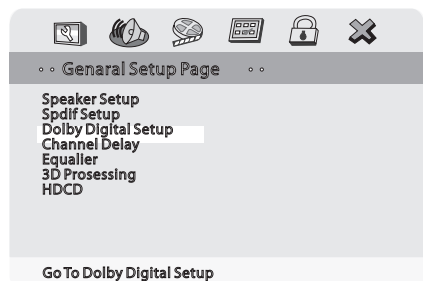 Genaral Setup Page
Speaker Setup
Spdif Setup
Dolby Digital Setup
Channel Delay
Equalier
3D Prosessing
HDCD
Go To Dolby Digital Setup